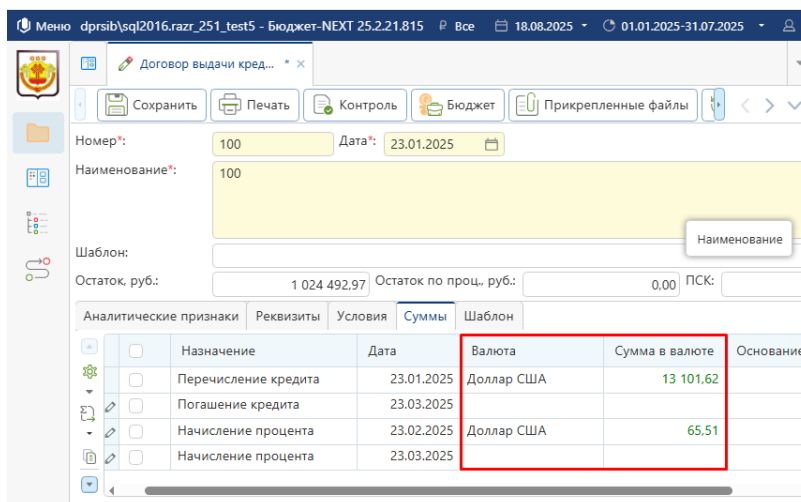 Меню dprsib\sql2016.razr_251_test5 - Бюджет-NEXT 25.2.21.815 ₽ Все 18.08.2025 01.01.2025-31.07.2025
Договор выдачи кред... * ×
Сохранить Печать Контроль Бюджет Прикрепленные файлы
Номер*: 100 Дата*: 23.01.2025
Наименование*: 100
Наименование
Шаблон:
Остаток, руб.: 1 024 492,97 Остаток по проц., руб.: 0,00 ПСК:
Аналитические признаки Реквизиты Условия Суммы Шаблон
Назначение Дата Валюта Сумма в валюте Основание
Перечисление кредита 23.01.2025 Доллар США 13 101,62
Погашение кредита 23.03.2025
Начисление процента 23.02.2025 Доллар США 65,51
Начисление процента 23.03.2025